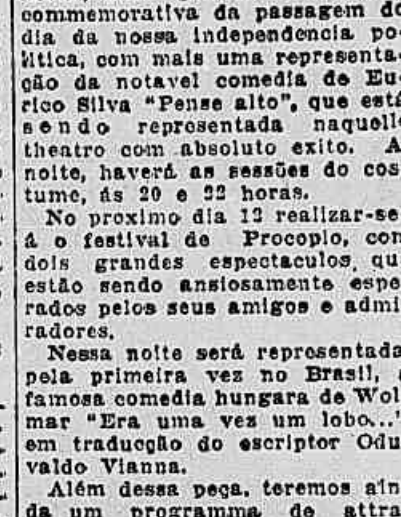 commemorativa da passagem do
dia da nossa independencia po-
litica, com mais uma representa-
ção da notavel comedia de Eu-
rico Silva "Pense alto", que está
sendo representada naquelle
theatro com absoluto exito. A
noite, haverá as sessões do cos-
tume, ás 20 e 22 horas.
No proximo dia 12 realizar-se-
á o festival de Procopio, com
dois grandes espectaculos, que
estão sendo ansiosamente espe-
rados pelos seus amigos e admi-
radores.
Nessa noite será representada
pela primeira vez no Brasil, a
famosa comedia hungara de Wol-
mar "Era uma vez um lobo..."
em traducção do escriptor Odu-
valdo Vianna.
Além dessa peça, teremos ain-
da um programma de attra-